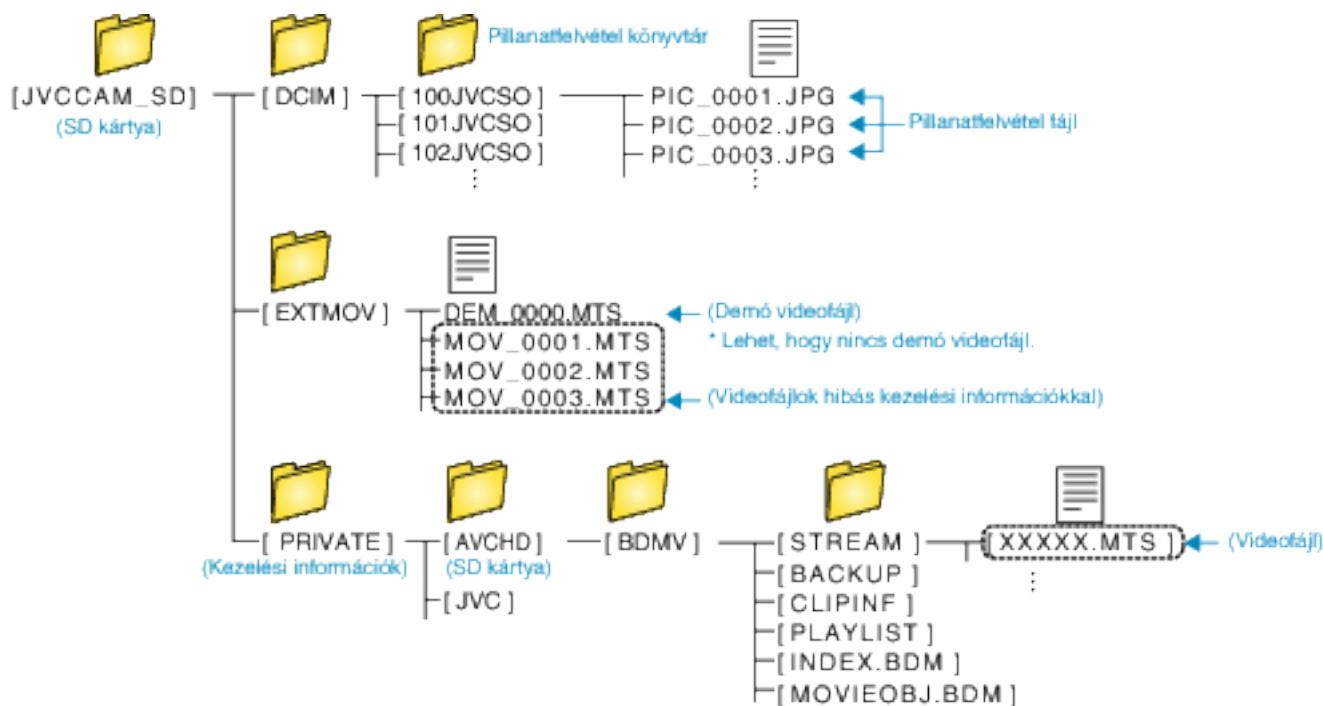 Pillanatfelvétel könyvtár
[JVCCAM_SD] [DCIM] [100JVCSO] PIC_0001.JPG
(SD kártya) [101JVCSO] PIC_0002.JPG Pillanatfelvétel fájl
[102JVCSO] PIC_0003.JPG
[EXTMOV] DEM_0000.MTS (Demó videofájl)
MOV_0001.MTS * Lehet, hogy nincs demó videofájl.
MOV_0002.MTS
MOV_0003.MTS (Videofájlok hibás kezelési információkkal)
[PRIVATE] [AVCHD] [BDMV] [STREAM] [XXXXX.MTS] (Videofájl)
(Kezelési információk) (SD kártya) [BACKUP]
[JVC] [CLIPINF]
[PLAYLIST]
[INDEX.BDM]
[MOVIEOBJ.BDM]